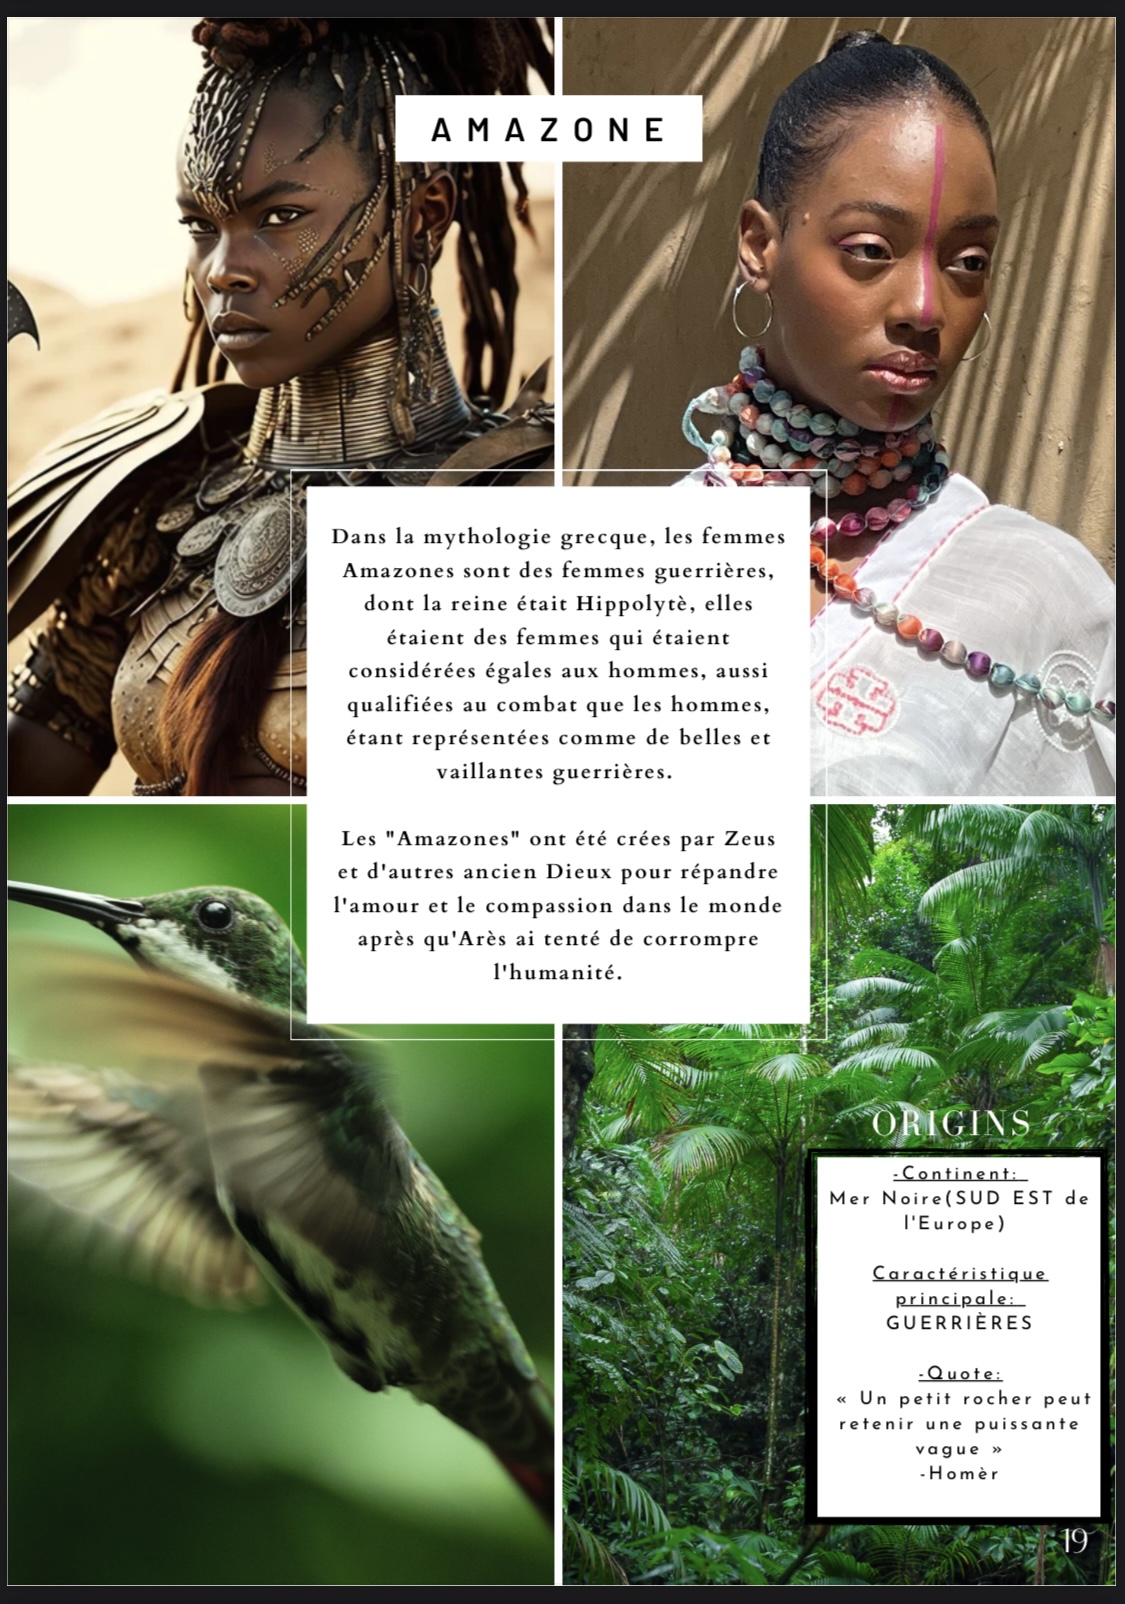 AMAZONE
Dans la mythologie grecque, les femmes
Amazones sont des femmes guerrières,
dont la reine était Hippolytè, elles
étaient des femmes qui étaient
considérées égales aux hommes, aussi
qualifiées au combat que les hommes,
étant représentées comme de belles et
vaillantes guerrières.
Les "Amazones" ont été crées par Zeus
et d'autres ancien Dieux pour répandre
l'amour et le compassion dans le monde
après qu'Arès ai tenté de corrompre
l'humanité.
ORIGINS
-Continent:
Mer Noire(SUD EST de
l'Europe)
Caractéristique
principale:
GUERRIÈRES
-Quote:
« Un petit rocher peut
retenir une puissante
vague »
-Homèr
19